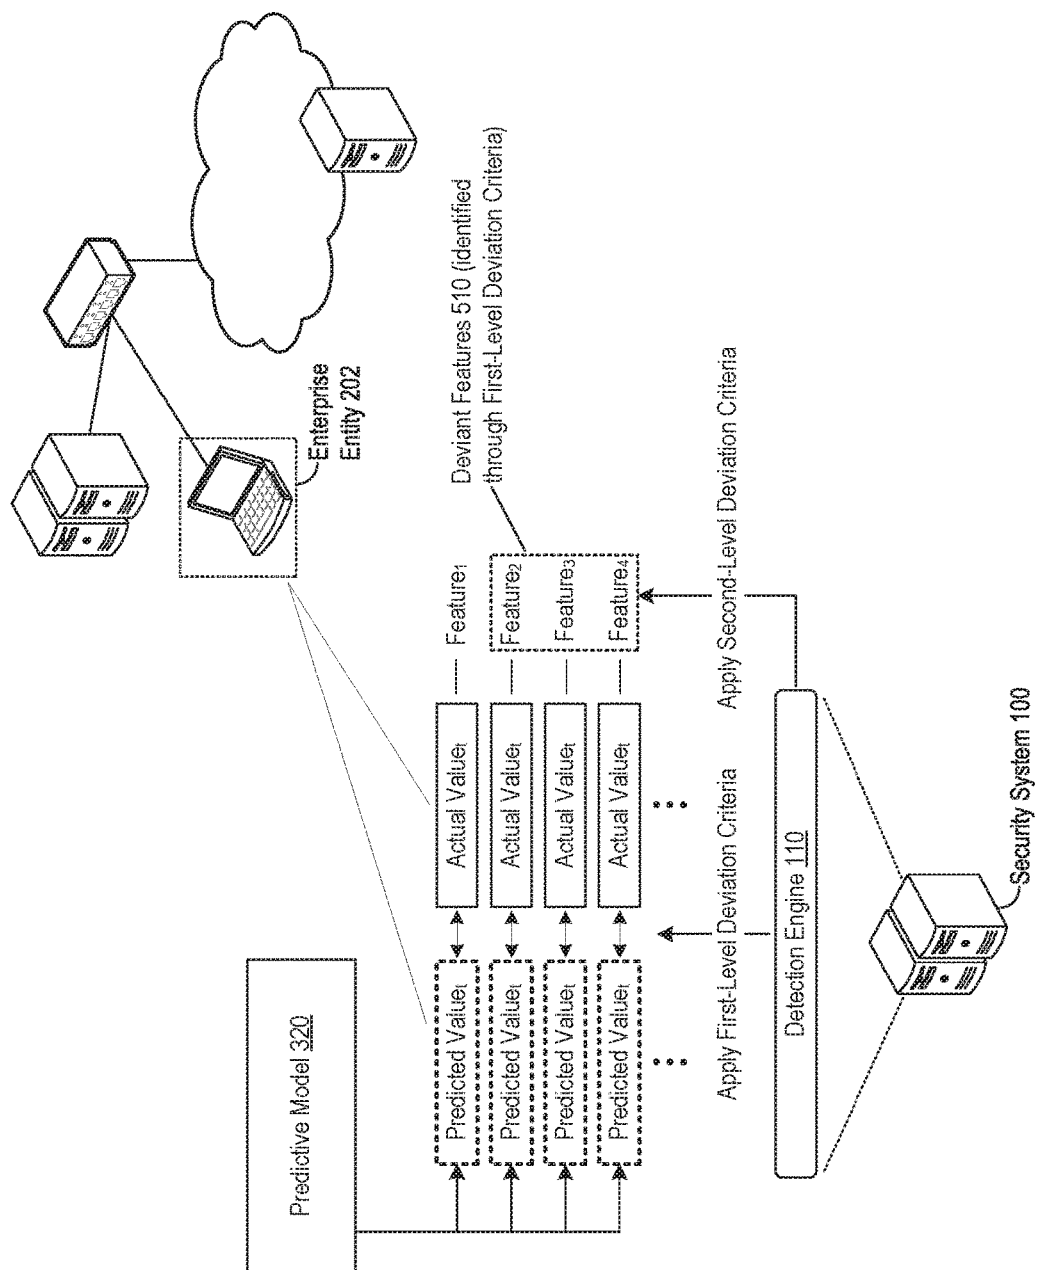 Predictive Model 320
Enterprise
Entity 202
Deviant Features 510 (identified
through First-Level Deviation Criteria)
Predicted Valueₜ
Actual Valueₜ
Feature₁
Predicted Valueₜ
Actual Valueₜ
Feature₂
Predicted Valueₜ
Actual Valueₜ
Feature₃
Predicted Valueₜ
Actual Valueₜ
Feature₄
Apply First-Level Deviation Criteria
Apply Second-Level Deviation Criteria
Detection Engine 110
Security System 100